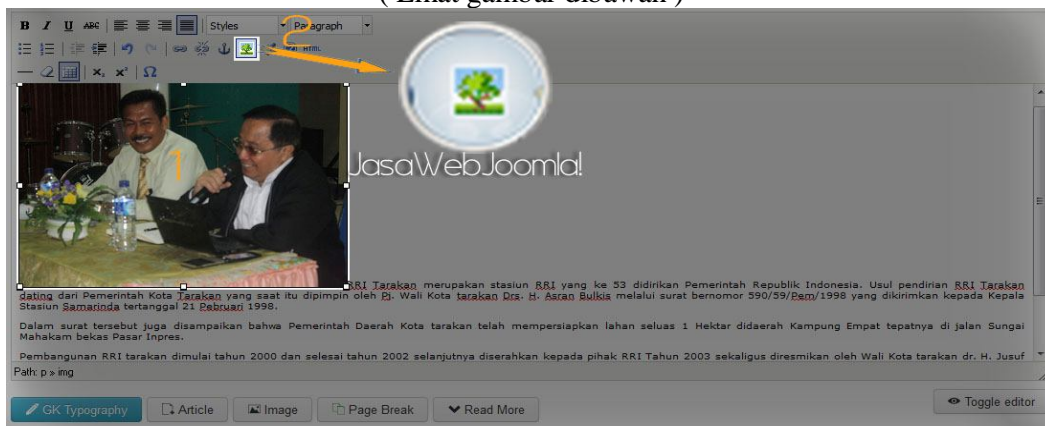 ( Lihat gambar dibawah )
B I U ABC Styles Paragraph
2
HTML
x₂ x² Ω
1
JasaWebJoomla!
RRI Tarakan merupakan stasiun RRI yang ke 53 didirikan Pemerintah Republik Indonesia. Usul pendirian RRI Tarakan
dating dari Pemerintah Kota Tarakan yang saat itu dipimpin oleh Pj. Wali Kota tarakan Drs. H. Asran Bulkis melalui surat bernomor 590/59/Pem/1998 yang dikirimkan kepada Kepala
Stasiun Samarinda tertanggal 21 Pebruari 1998.
Dalam surat tersebut juga disampaikan bahwa Pemerintah Daerah Kota tarakan telah mempersiapkan lahan seluas 1 Hektar didaerah Kampung Empat tepatnya di jalan Sungai
Mahakam bekas Pasar Inpres.
Pembangunan RRI tarakan dimulai tahun 2000 dan selesai tahun 2002 selanjutnya diserahkan kepada pihak RRI Tahun 2003 sekaligus diresmikan oleh Wali Kota tarakan dr. H. Jusuf
Path: p » img
GK Typography Article Image Page Break Read More Toggle editor